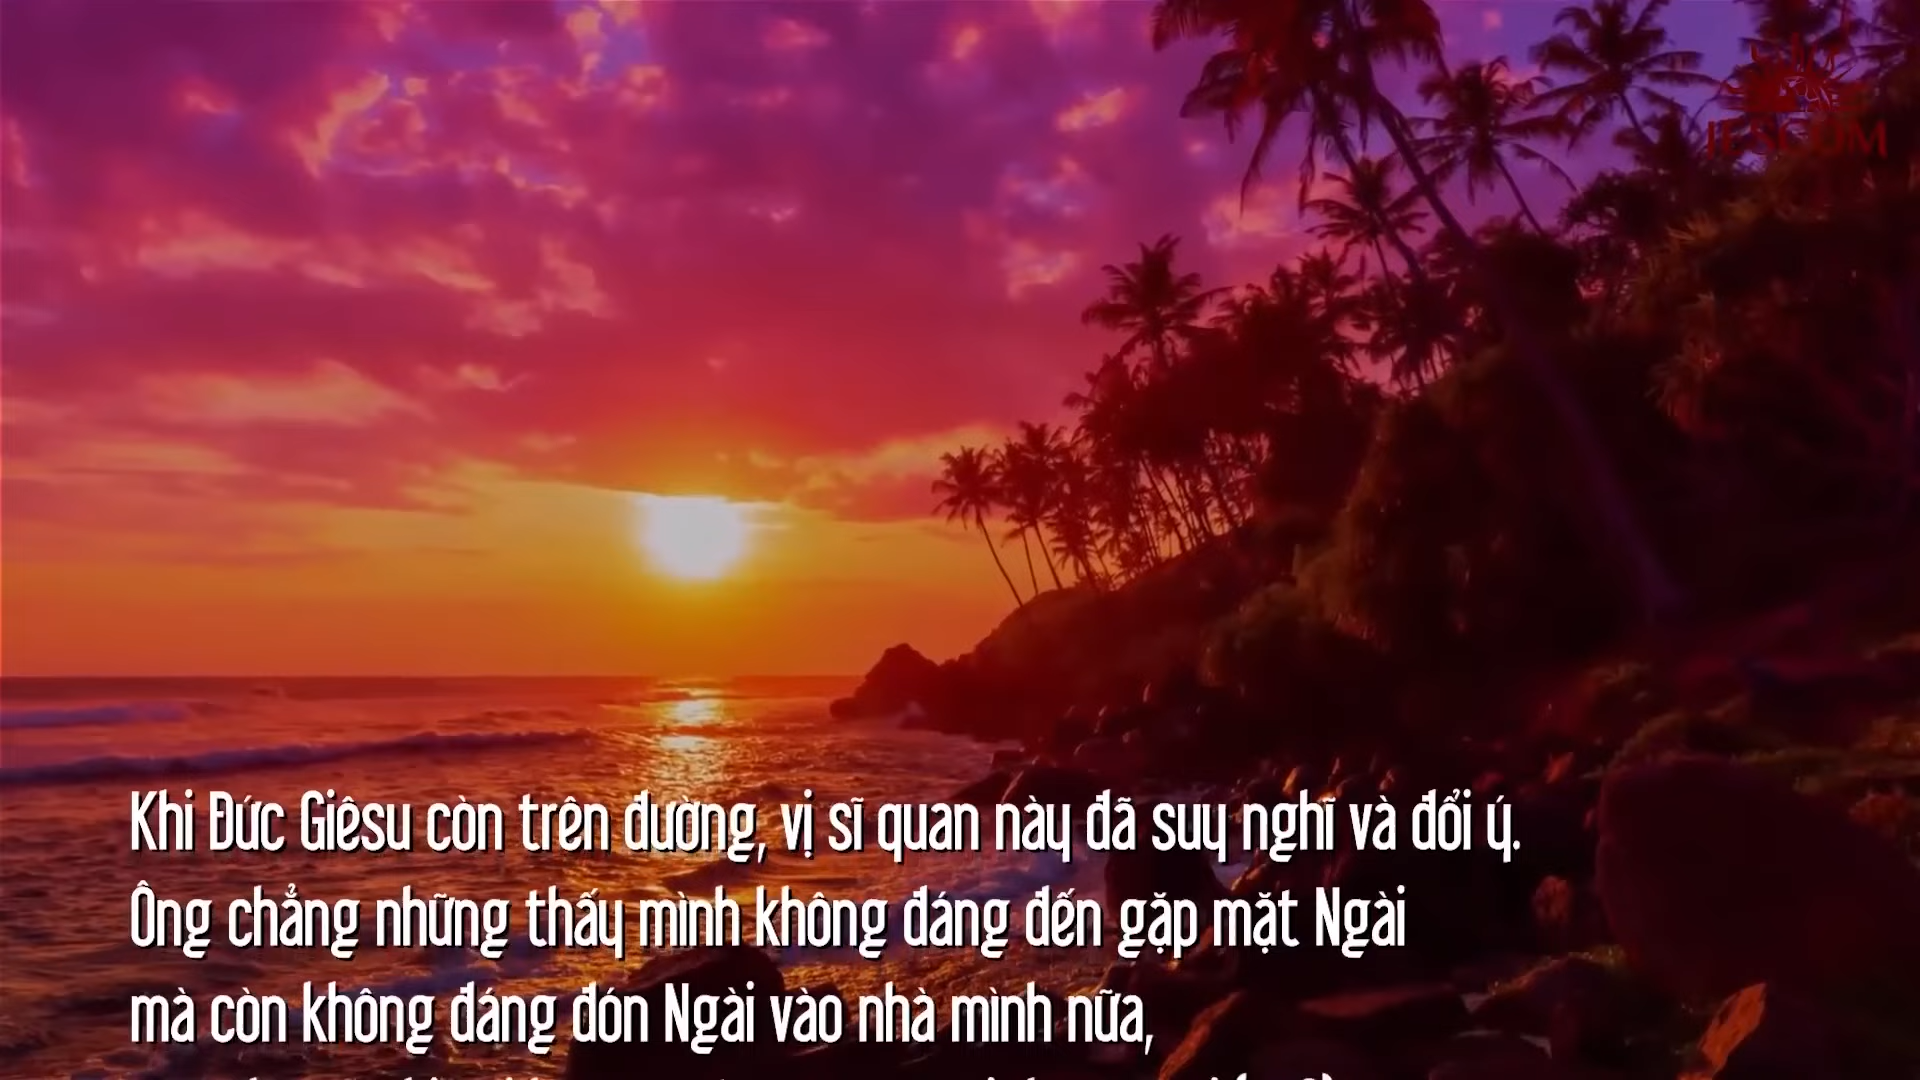 JESCOM
Khi Đức Giêsu còn trên đường, vị sĩ quan này đã suy nghĩ và đổi ý.
Ông chẳng những thấy mình không đáng đến gặp mặt Ngài
mà còn không đáng đón Ngài vào nhà mình nữa,